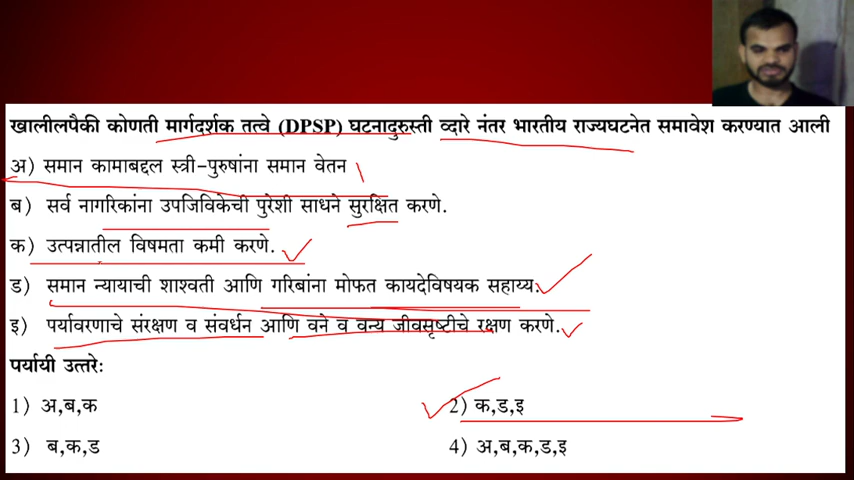 खालीलपैकी कोणती मार्गदर्शक तत्वे (DPSP) घटनादुरुस्ती व्दारे नंतर भारतीय राज्यघटनेत समावेश करण्यात आली
अ) समान कामाबद्दल स्त्री-पुरुषांना समान वेतन
ब) सर्व नागरिकांना उपजिविकेची पुरेशी साधने सुरक्षित करणे.
क) उत्पन्नातील विषमता कमी करणे.
ड) समान न्यायाची शाश्वती आणि गरिबांना मोफत कायदेविषयक सहाय्य.
इ) पर्यावरणाचे संरक्षण व संवर्धन आणि वने व वन्य जीवसृष्टीचे रक्षण करणे.
पर्यायी उत्तरे:
1) अ,ब,क 2) क,ड,इ
3) ब,क,ड 4) अ,ब,क,ड,इ